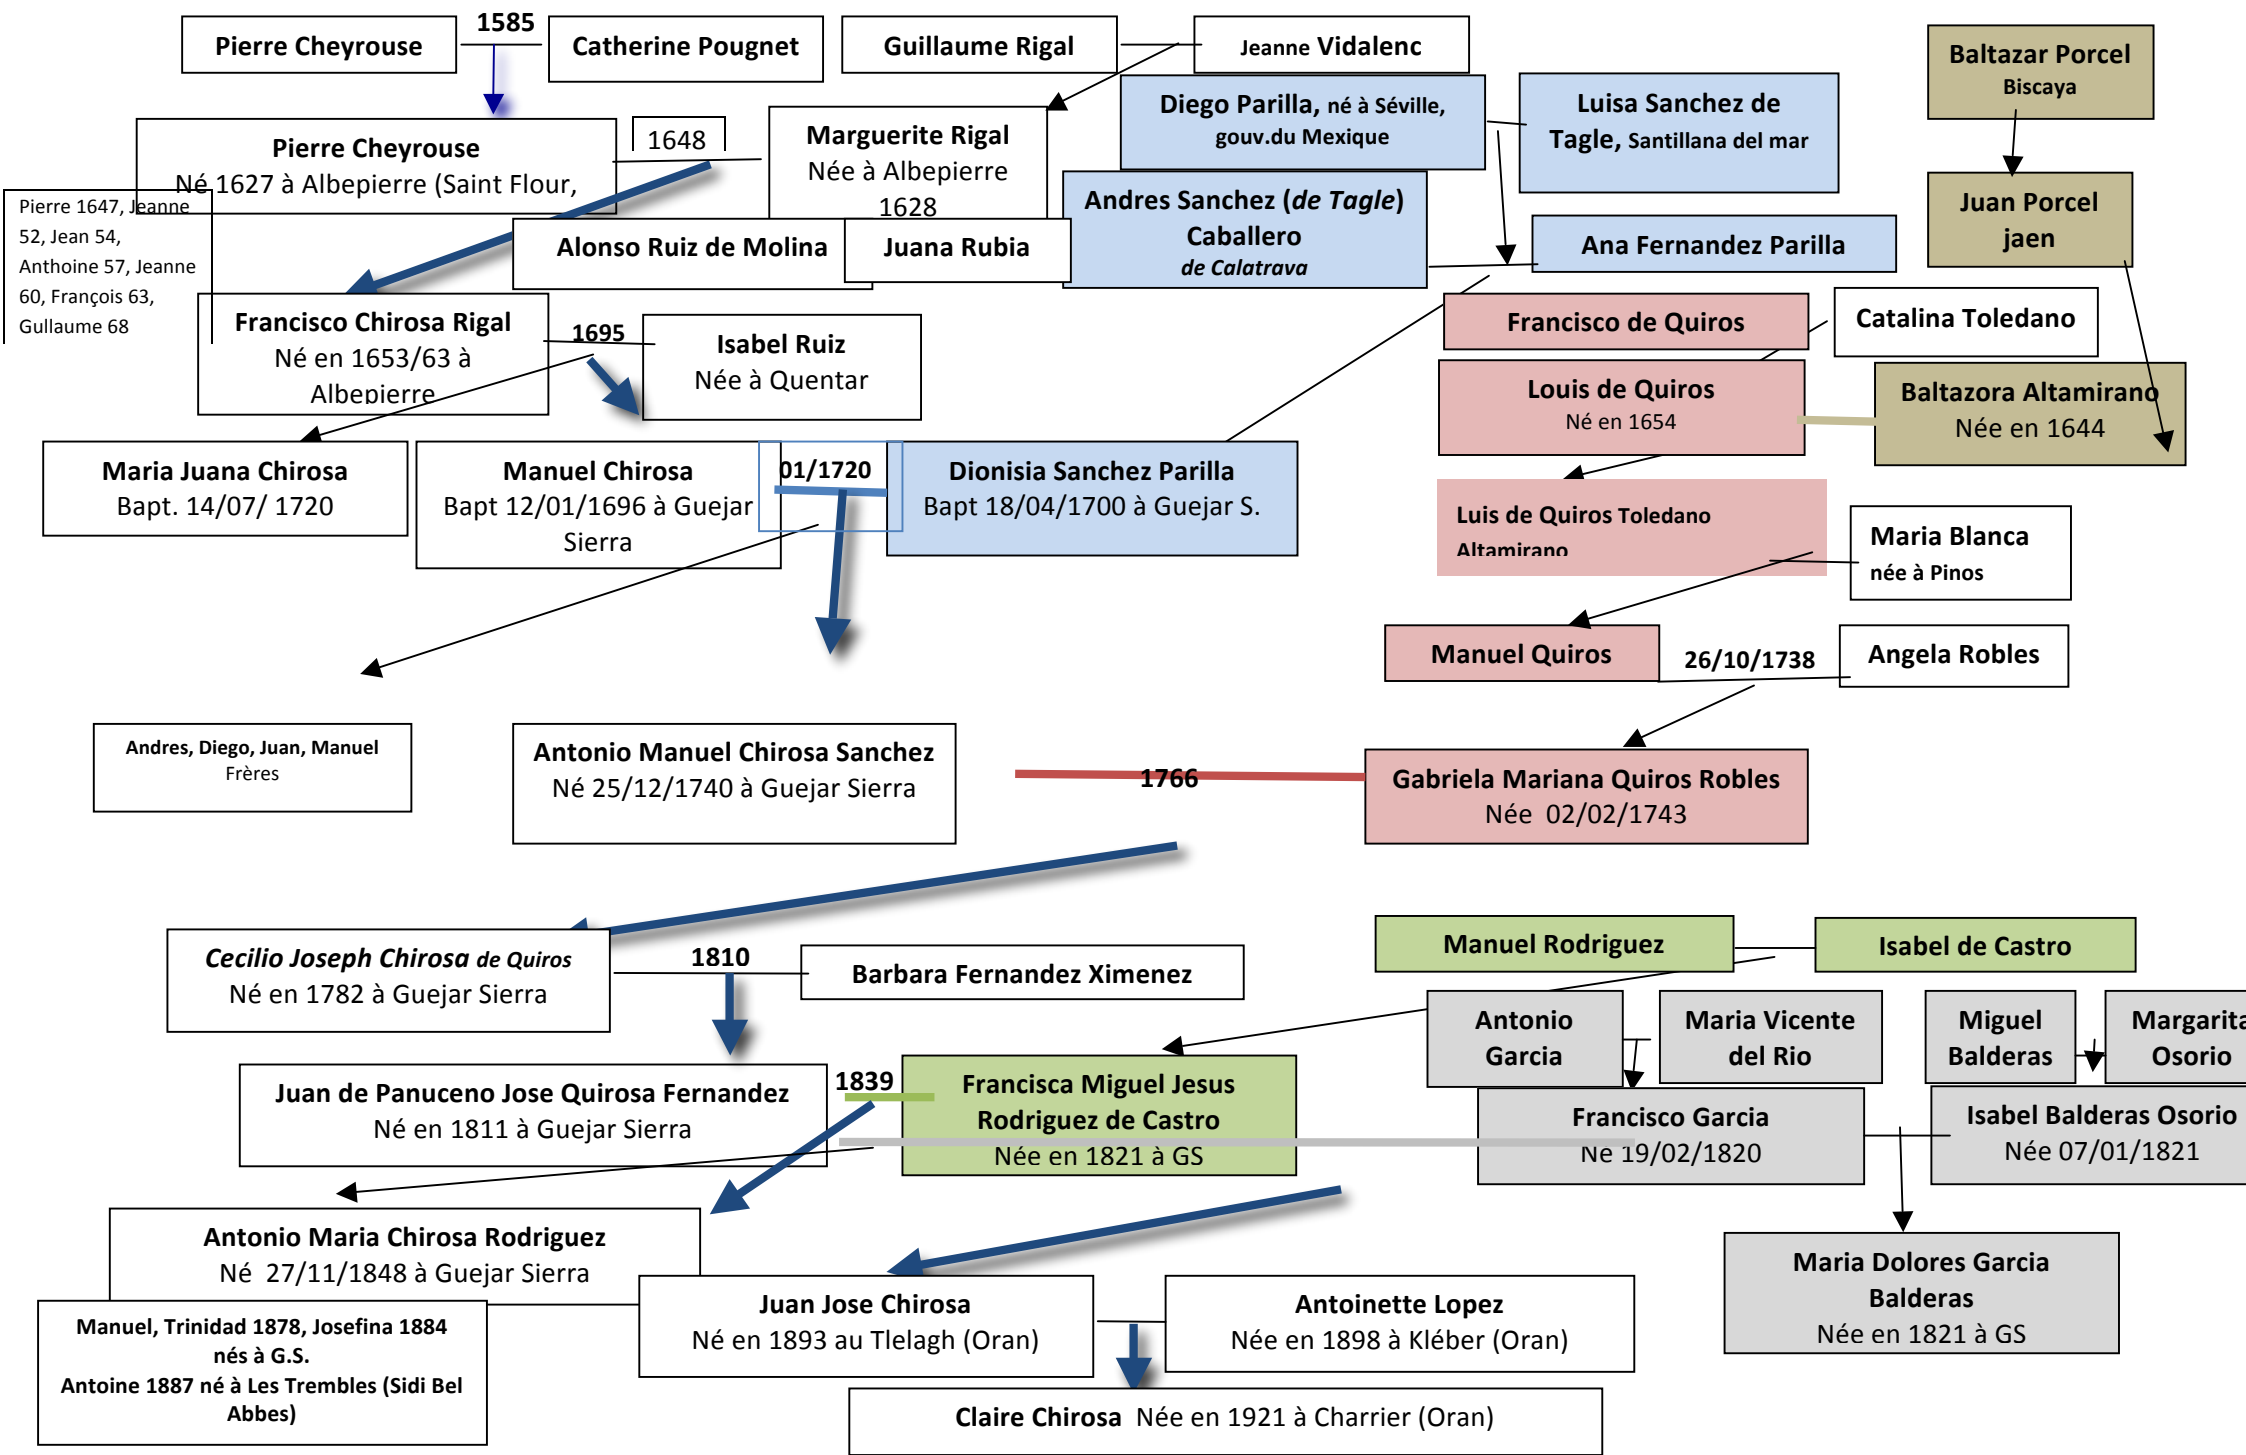 1585
Pierre Cheyrouse
Catherine Pougnet
Guillaume Rigal
Jeanne Vidalenc
Baltazar Porcel
Biscaya
Diego Parilla, né à Séville,
gouv.du Mexique
Luisa Sanchez de
Tagle, Santillana del mar
Pierre Cheyrouse
Né 1627 à Albepierre (Saint Flour,
1648
Marguerite Rigal
Née à Albepierre
1628
Pierre 1647, Jeanne
52, Jean 54,
Anthoine 57, Jeanne
60, François 63,
Gullaume 68
Alonso Ruiz de Molina
Juana Rubia
Andres Sanchez (de Tagle)
Caballero
de Calatrava
Ana Fernandez Parilla
Juan Porcel
jaen
Francisco Chirosa Rigal
Né en 1653/63 à
Albepierre
1695
Isabel Ruiz
Née à Quentar
Francisco de Quiros
Catalina Toledano
Louis de Quiros
Né en 1654
Baltazora Altamirano
Née en 1644
Maria Juana Chirosa
Bapt. 14/07/ 1720
Manuel Chirosa
Bapt 12/01/1696 à Guejar
Sierra
01/1720
Dionisia Sanchez Parilla
Bapt 18/04/1700 à Guejar S.
Luis de Quiros Toledano
Altamirano
Maria Blanca
née à Pinos
Manuel Quiros
26/10/1738
Angela Robles
Andres, Diego, Juan, Manuel
Frères
Antonio Manuel Chirosa Sanchez
Né 25/12/1740 à Guejar Sierra
1766
Gabriela Mariana Quiros Robles
Née  02/02/1743
Cecilio Joseph Chirosa de Quiros
Né en 1782 à Guejar Sierra
1810
Barbara Fernandez Ximenez
Manuel Rodriguez
Isabel de Castro
Antonio
Garcia
Maria Vicente
del Rio
Miguel
Balderas
Margarita
Osorio
Juan de Panuceno Jose Quirosa Fernandez
Né en 1811 à Guejar Sierra
1839
Francisca Miguel Jesus
Rodriguez de Castro
Née en 1821 à GS
Francisco Garcia
Ne 19/02/1820
Isabel Balderas Osorio
Née 07/01/1821
Antonio Maria Chirosa Rodriguez
Né  27/11/1848 à Guejar Sierra
Manuel, Trinidad 1878, Josefina 1884
nés à G.S.
Antoine 1887 né à Les Trembles (Sidi Bel
Abbes)
Juan Jose Chirosa
Né en 1893 au Tlelagh (Oran)
Antoinette Lopez
Née en 1898 à Kléber (Oran)
Maria Dolores Garcia
Balderas
Née en 1821 à GS
Claire Chirosa  Née en 1921 à Charrier (Oran)